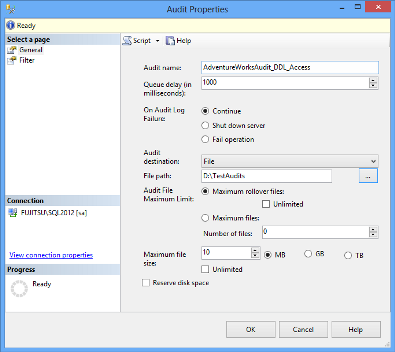 Audit Properties
Ready
Select a page
General
Filter
Script
Help
Audit name:
AdventureWorksAudit_DDL_Access
Queue delay (in
milliseconds):
1000
On Audit Log
Failure:
Continue
Shut down server
Fail operation
Audit
destination:
File
File path:
D:\TestAudits
...
Audit File
Maximum Limit:
Maximum rollover files:
Unlimited
Maximum files:
Number of files:
0
Maximum file
size:
10
MB
GB
TB
Unlimited
Reserve disk space
Connection
FUJITSU\SQL2012 [sa]
View connection properties
Progress
Ready
OK
Cancel
Help